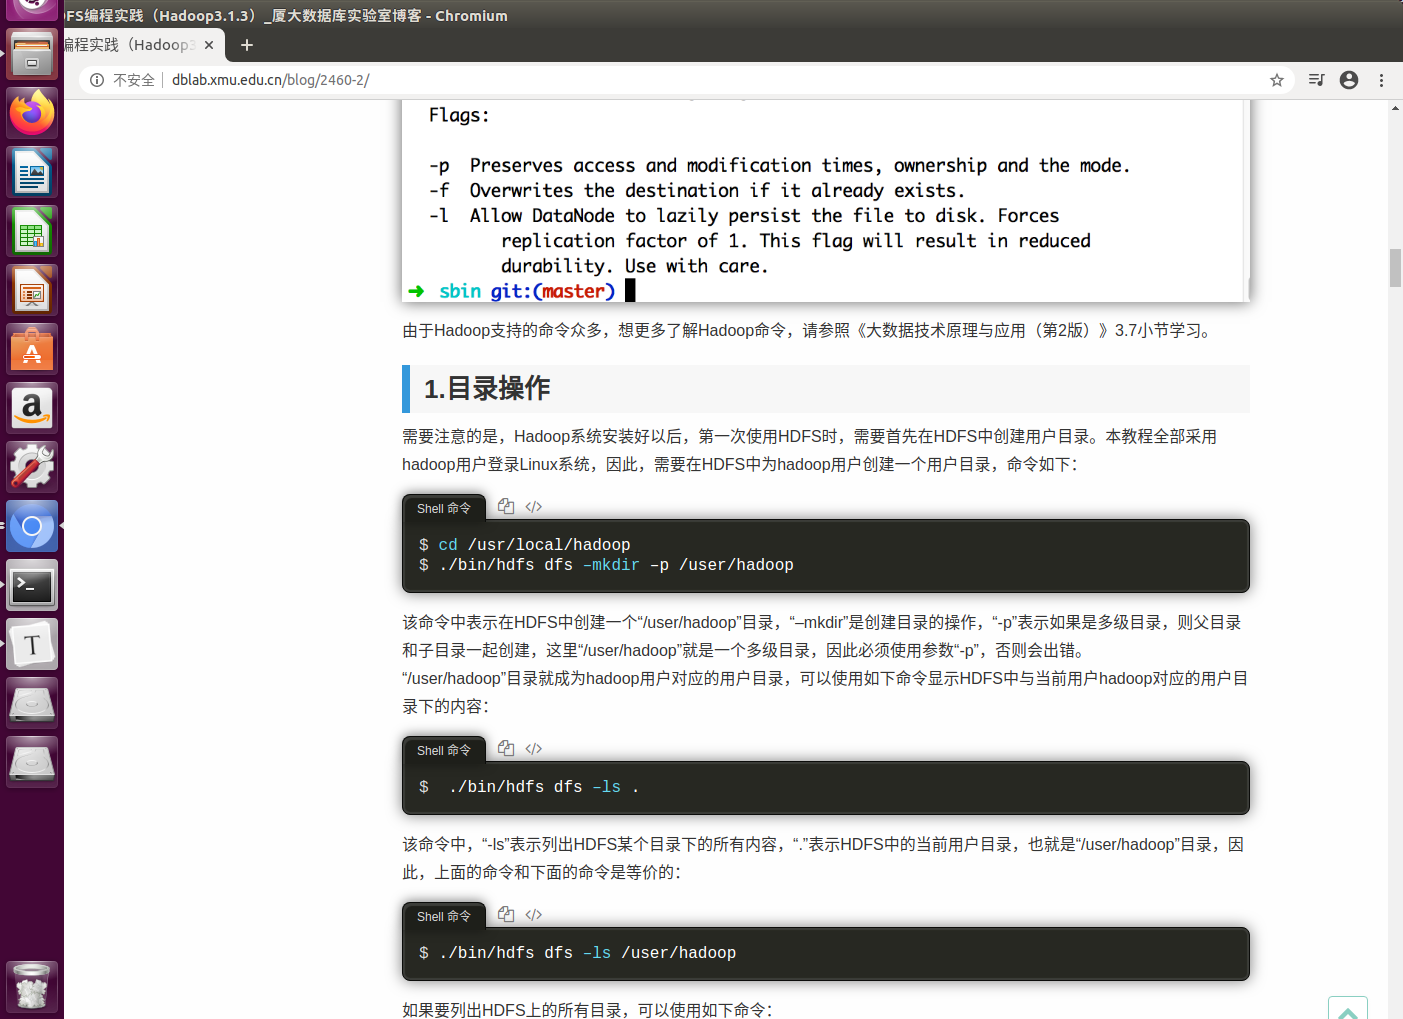 DFS编程实践（Hadoop3.1.3）_厦大数据库实验室博客 - Chromium
编程实践（Hadoop3
不安全 dblab.xmu.edu.cn/blog/2460-2/
Flags:
-p Preserves access and modification times, ownership and the mode.
-f Overwrites the destination if it already exists.
-l Allow DataNode to lazily persist the file to disk. Forces
replication factor of 1. This flag will result in reduced
durability. Use with care.
➜ sbin git:(master)
由于Hadoop支持的命令众多，想更多了解Hadoop命令，请参照《大数据技术原理与应用（第2版）》3.7小节学习。
1.目录操作
需要注意的是，Hadoop系统安装好以后，第一次使用HDFS时，需要首先在HDFS中创建用户目录。本教程全部采用
hadoop用户登录Linux系统，因此，需要在HDFS中为hadoop用户创建一个用户目录，命令如下：
Shell 命令
$ cd /usr/local/hadoop
$ ./bin/hdfs dfs –mkdir –p /user/hadoop
该命令中表示在HDFS中创建一个“/user/hadoop”目录，“–mkdir”是创建目录的操作，“-p”表示如果是多级目录，则父目录
和子目录一起创建，这里“/user/hadoop”就是一个多级目录，因此必须使用参数“-p”，否则会出错。
“/user/hadoop”目录就成为hadoop用户对应的用户目录，可以使用如下命令显示HDFS中与当前用户hadoop对应的用户目
录下的内容：
Shell 命令
$ ./bin/hdfs dfs –ls .
该命令中，“-ls”表示列出HDFS某个目录下的所有内容，“.”表示HDFS中的当前用户目录，也就是“/user/hadoop”目录，因
此，上面的命令和下面的命令是等价的：
Shell 命令
$ ./bin/hdfs dfs –ls /user/hadoop
如果要列出HDFS上的所有目录，可以使用如下命令：